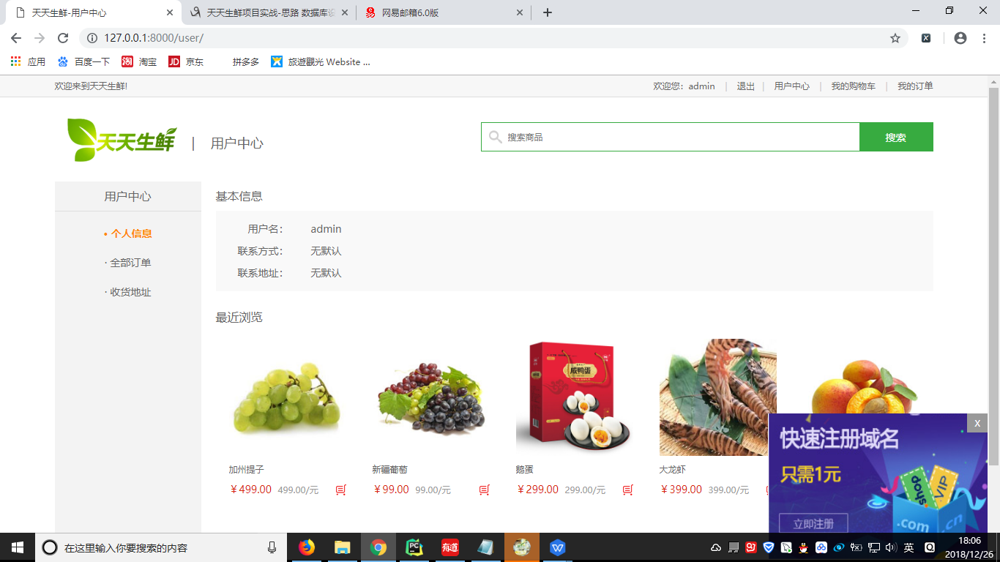 天天生鲜-用户中心
天天生鲜项目实战-思路 数据库设
网易邮箱6.0版
127.0.0.1:8000/user/
应用
百度一下
淘
淘宝
JD
京东
拼多多
旅遊觀光 Website ...
欢迎来到天天生鲜!
欢迎您：admin | 退出 | 用户中心 | 我的购物车 | 我的订单
天天生鲜
| 用户中心
搜索商品
搜索
用户中心
· 个人信息
· 全部订单
· 收货地址
基本信息
用户名： admin
联系方式： 无默认
联系地址： 无默认
最近浏览
咸鸭蛋
加州提子
￥499.00 499.00/元
新疆葡萄
￥99.00 99.00/元
鹅蛋
￥299.00 299.00/元
大龙虾
￥399.00 399.00/元
X
快速注册域名
只需1元
shop
VIP
.com
.cn
立即注册
在这里输入你要搜索的内容
PC
有道
英
18:06
2018/12/26